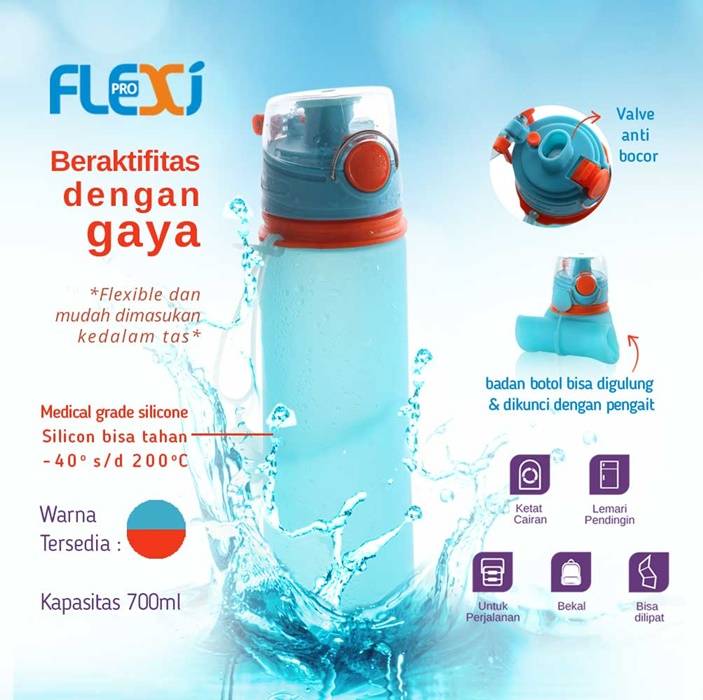 FLEXi
PRO
Beraktifitas
dengan
gaya
*Flexible dan
mudah dimasukan
kedalam tas*
Medical grade silicone
Silicon bisa tahan
-40° s/d 200°C
Warna
Tersedia :
Kapasitas 700ml
Valve
anti
bocor
badan botol bisa digulung
& dikunci dengan pengait
Ketat
Cairan
Lemari
Pendingin
Untuk
Perjalanan
Bekal
Bisa
dilipat